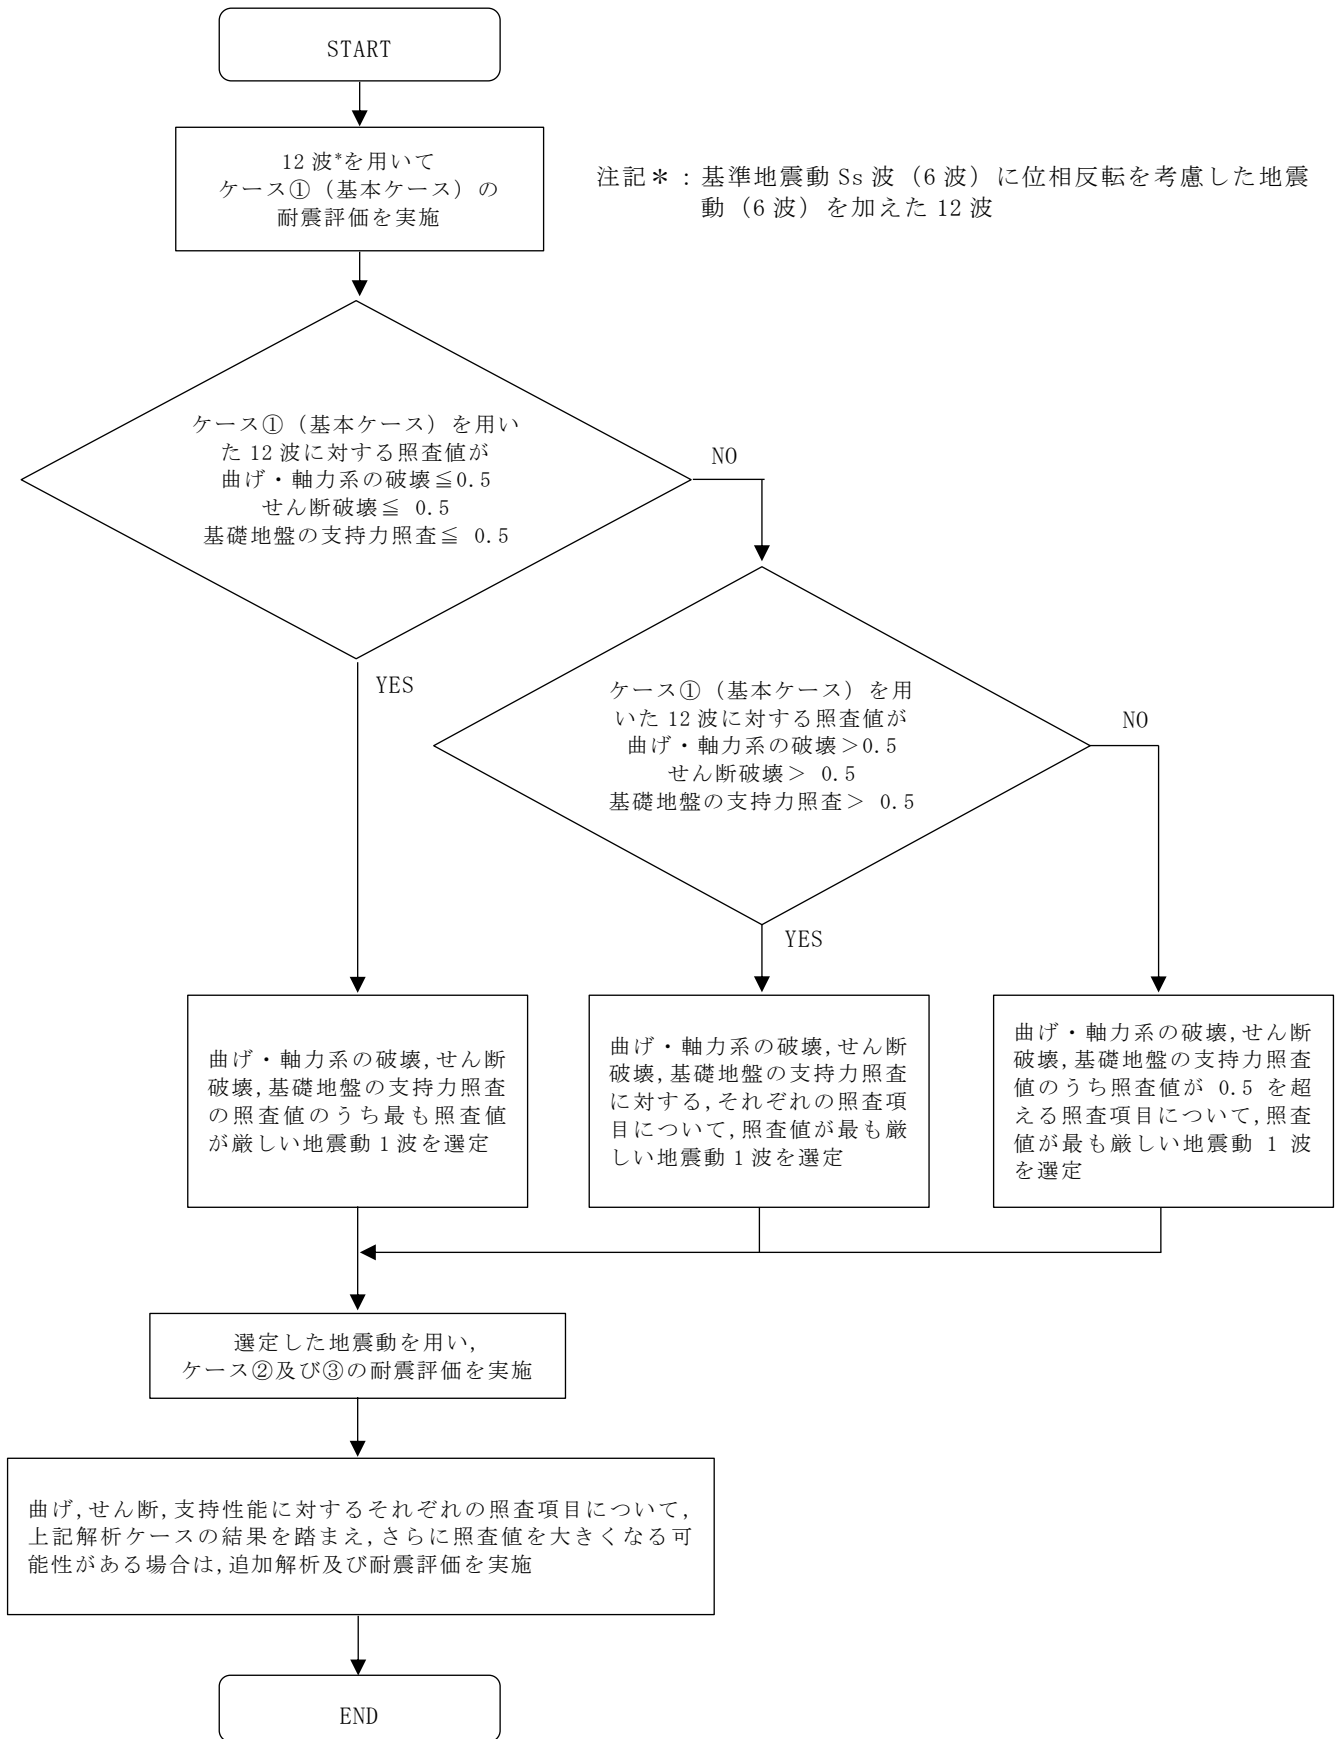 START
12 波*を用いて
ケース①（基本ケース）の
耐震評価を実施
注記＊：基準地震動 Ss 波（6 波）に位相反転を考慮した地震
動（6 波）を加えた 12 波
ケース①（基本ケース）を用い
た 12 波に対する照査値が
曲げ・軸力系の破壊≦0.5
せん断破壊≦ 0.5
基礎地盤の支持力照査≦ 0.5
NO
YES
ケース①（基本ケース）を用
いた 12 波に対する照査値が
曲げ・軸力系の破壊＞0.5
せん断破壊＞ 0.5
基礎地盤の支持力照査＞ 0.5
NO
YES
曲げ・軸力系の破壊,せん断
破壊,基礎地盤の支持力照査
の照査値のうち最も照査値
が厳しい地震動 1 波を選定
曲げ・軸力系の破壊,せん断
破壊,基礎地盤の支持力照査
に対する,それぞれの照査項
目について,照査値が最も厳
しい地震動 1 波を選定
曲げ・軸力系の破壊,せん断
破壊,基礎地盤の支持力照査
値のうち照査値が 0.5 を超
える照査項目について,照査
値が最も厳しい地震動 1 波
を選定
選定した地震動を用い,
ケース②及び③の耐震評価を実施
曲げ,せん断,支持性能に対するそれぞれの照査項目について,
上記解析ケースの結果を踏まえ,さらに照査値を大きくなる可
能性がある場合は,追加解析及び耐震評価を実施
END